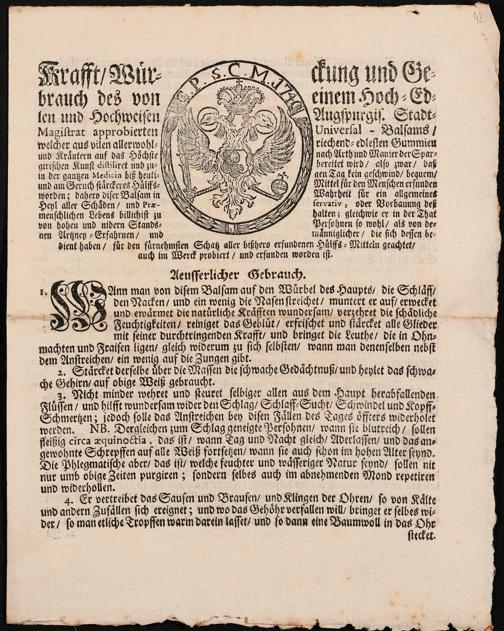 Krafft/ Würckung und Ge-
brauch des von einem Hoch-Ed-
len und Hochweisen Augspurgis. Stadt-
Magistrat approbierten Universal-Balsams/
welcher aus vilen allerwohl-riechend-edlesten Gummien
und Kräutern auf das Höchste nach Arth und Manier der Spar-
girischen Kunst distiliret und zubereitet wird/ also zwar/ daß
in der gantzen Medicin biß heutigen Tag kein geschwind/ bequem/
und am Geruch stärckeres Hülffs-Mittel für den Menschen erfunden
worden; dahero diser Balsam in Wahrheit für ein allgemeines
Heyl aller Schäden/ und Præservativ, oder Vorbauung deß
menschlichen Lebens billichist zu halten; gleichwie er in der That
von hohen und nidern Stands-Persohnen so wohl/ als von de-
nen Artzney-Erfahrnen/ und männiglicher/ die sich dessen be-
dient haben/ für den fürnehmsten Schatz aller bißhero erfundenen Hülffs-Mitteln geachtet/
auch im Werck probiert/ und erfunden worden ist.
P. S. C. M. 1740
Aeusserlicher Gebrauch.
1. Wann man von disem Balsam auf den Würbel des Haupts/ die Schläff/
den Nacken/ und ein wenig die Nasen streichet/ muntert er auf/ erwecket
und erwärmet die natürliche Kräfften wundersam/ verzehret die schädliche
Feuchtigkeiten/ reiniget das Geblüt/ erfrischet und stärcket alle Glieder
mit seiner durchtringenden Krafft/ und bringet die Leuthe/ die in Ohn-
machten und Fraisen ligen/ gleich widerum zu sich selbsten/ wann man denenselben nebst
dem Anstreichen/ ein wenig auf die Zungen gibt.
2. Stärcket derselbe über die Massen die schwache Gedächtnuß/ und heylet das schwa-
che Gehirn/ auf obige Weiß gebraucht.
3. Nicht minder wehret und steuret selbiger allen aus dem Haupt herabfallenden
Flüssen/ und hilfft wundersam wider den Schlag/ Schlaff-Sucht/ Schwindel und Kopff-
Schmertzen; jedoch solle das Anstreichen bey disen Fällen des Tages öffters widerholet
werden. NB. Dergleichen zum Schlag geneigte Persohnen/ wann sie blutreich/ sollen
fleißig circa æquinoctia, das ist/ wann Tag und Nacht gleich/ Aderlassen/ und das an-
gewohnte Schrepffen auf alle Weiß fortsetzen/ wann sie auch schon im hohen Alter seynd.
Die Phlegmatische aber/ das ist/ welche feuchter und wässeriger Natur seynd/ sollen nit
nur umb obige Zeiten purgiren; sondern selbes auch im abnehmenden Mond repetiren
und widerhollen.
4. Er vertreibet das Sausen und Brausen/ und Klingen der Ohren/ so von Kälte
und andern Zufällen sich ereignet; und wo das Gehöhr verfallen will/ bringet er selbes wi-
der/ so man etliche Tropffen warm darein lasset/ und so dann eine Baumwoll in das Ohr
stecket.